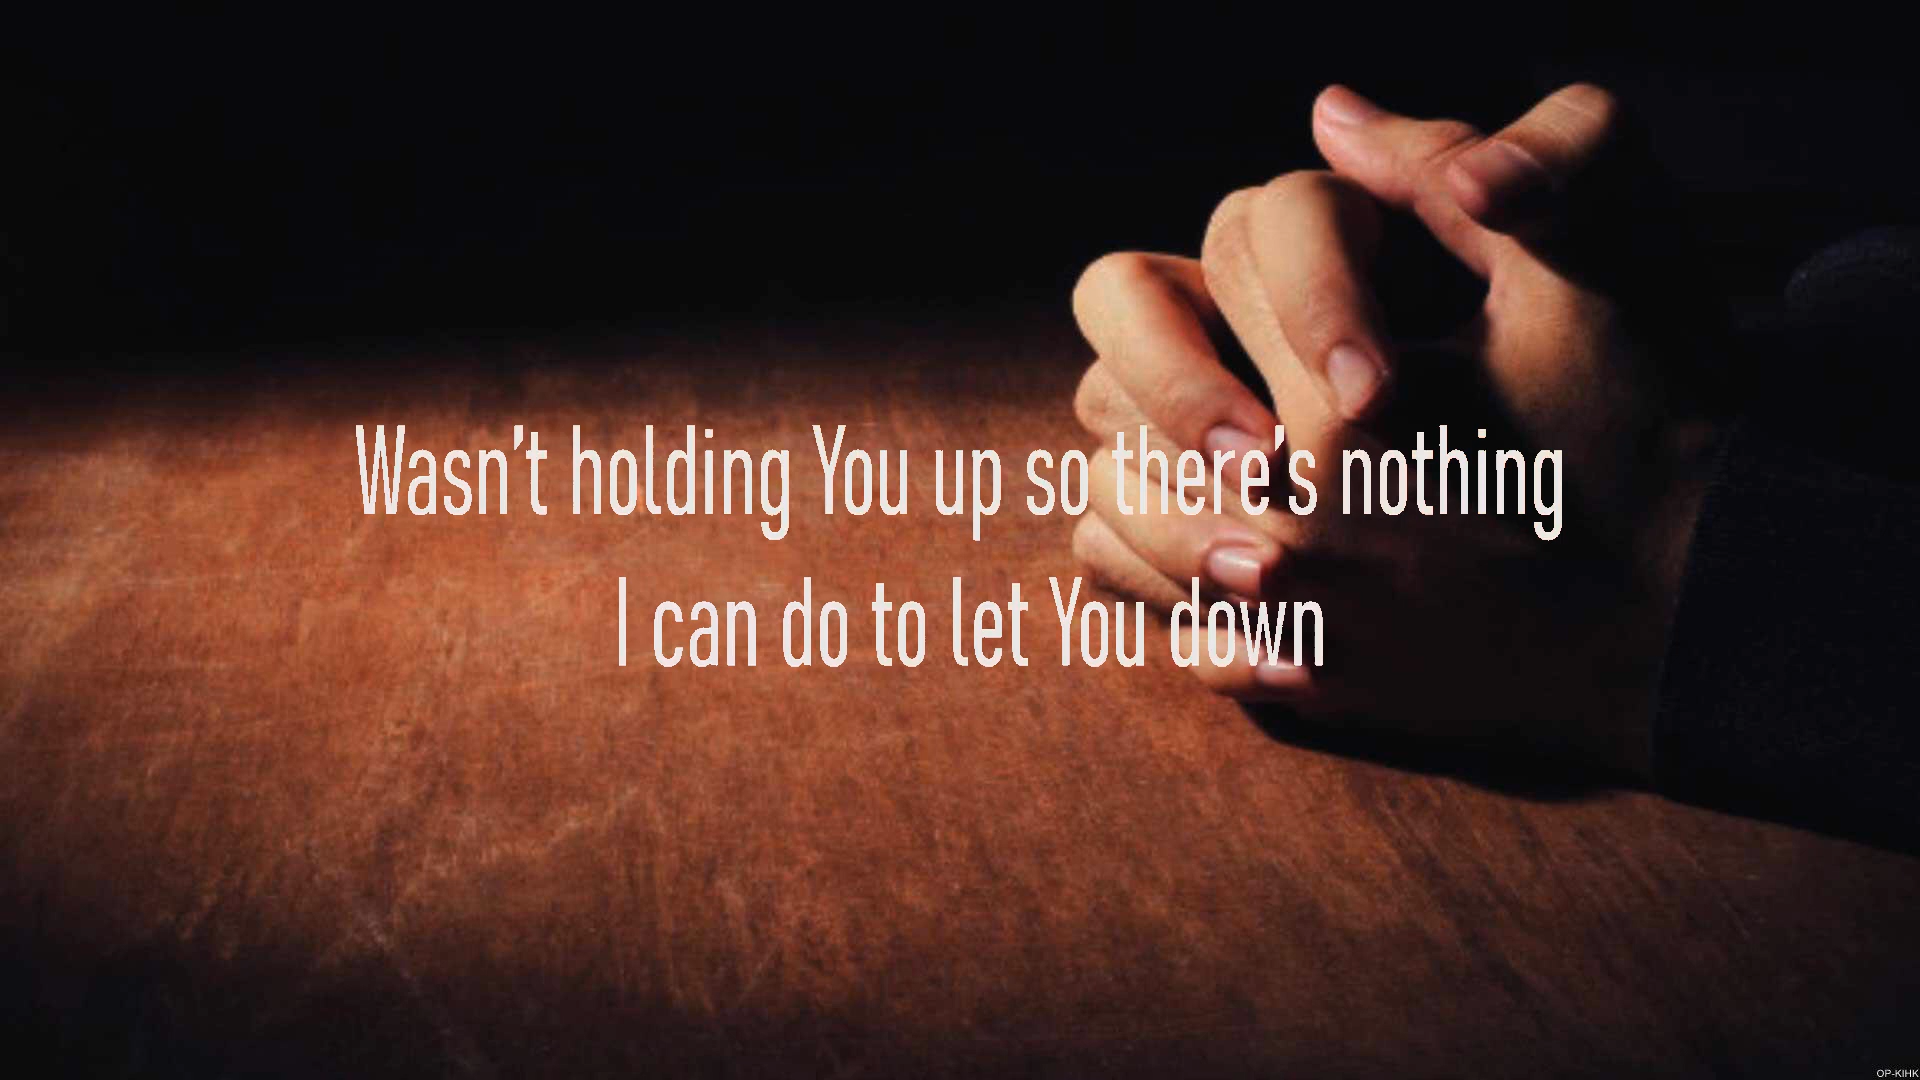 Wasn't holding You up so there's nothing
I can do to let You down
OP-KIHK